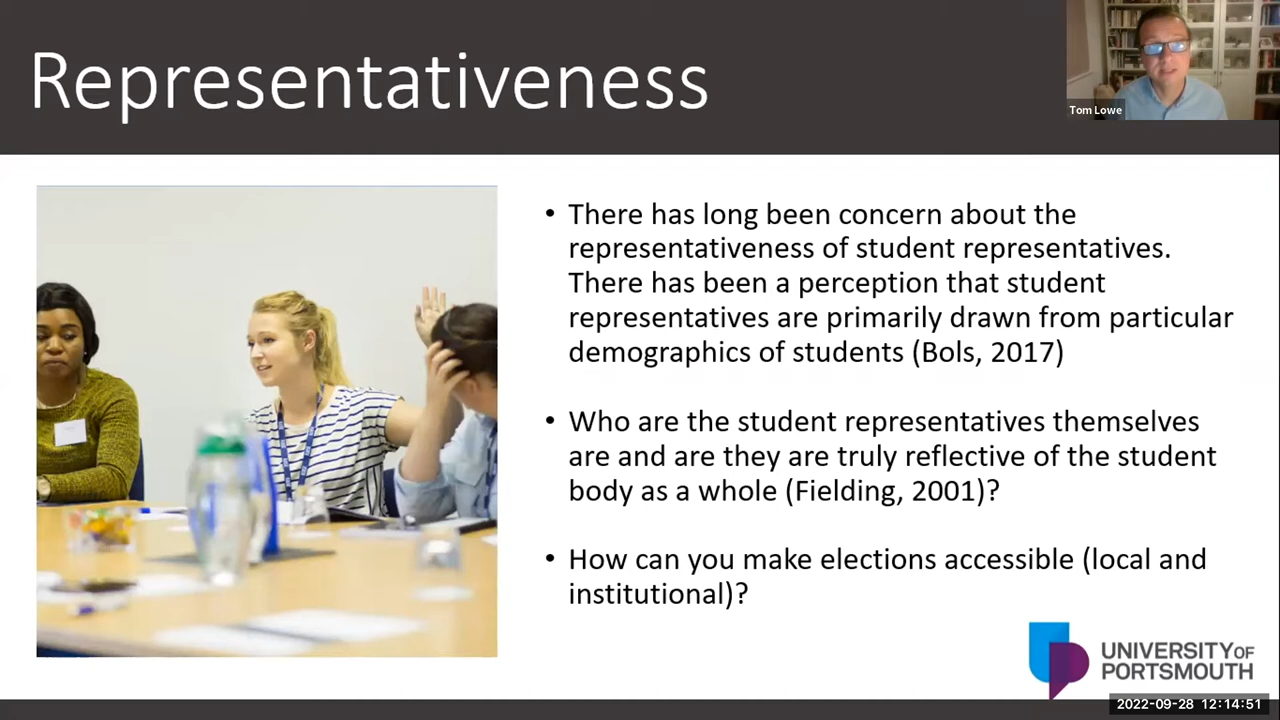 Representativeness
Tom Lowe
• There has long been concern about the
representativeness of student representatives.
There has been a perception that student
representatives are primarily drawn from particular
demographics of students (Bols, 2017)
• Who are the student representatives themselves
are and are they are truly reflective of the student
body as a whole (Fielding, 2001)?
• How can you make elections accessible (local and
institutional)?
UNIVERSITY OF
PORTSMOUTH
2022-09-28 12:14:51